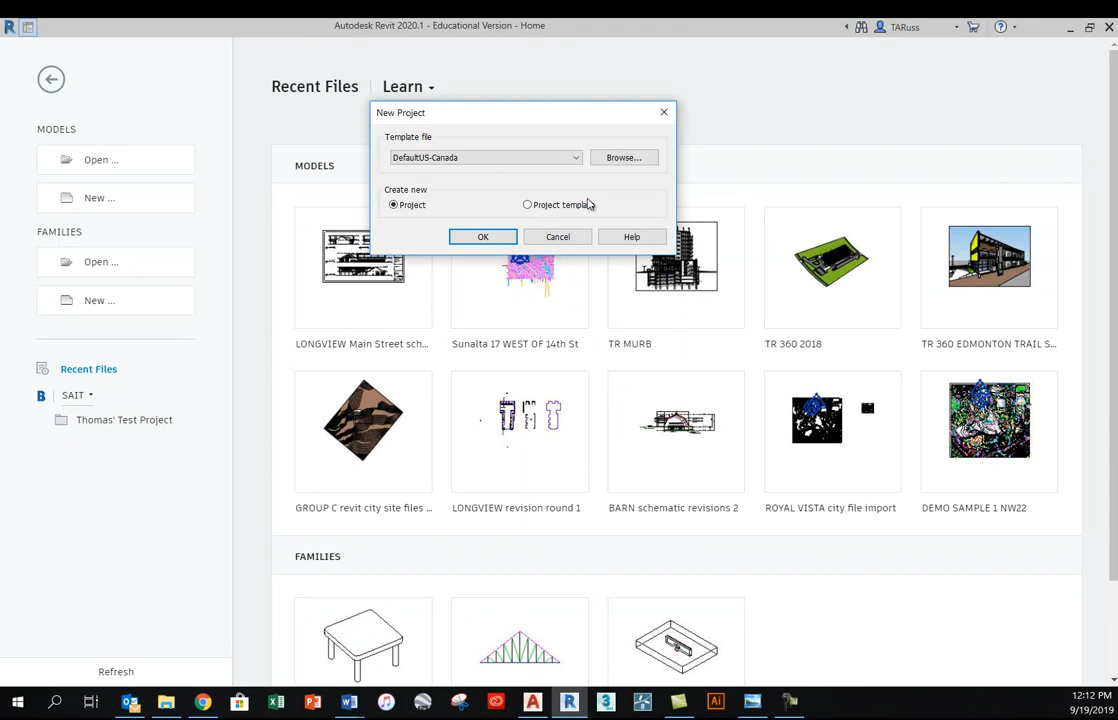 Autodesk Revit 2020.1 - Educational Version - Home
TARuss
Recent Files
Learn
MODELS
Open ...
New ...
FAMILIES
Open ...
New ...
Recent Files
B SAIT
Thomas' Test Project
Refresh
New Project
Template file
DefaultUS-Canada
Browse...
Create new
Project
Project template
OK
Cancel
Help
MODELS
LONGVIEW Main Street sch...
Sunalta 17 WEST OF 14th St
TR MURB
TR 360 2018
TR 360 EDMONTON TRAIL S...
GROUP C revit city site files ...
LONGVIEW revision round 1
BARN schematic revisions 2
ROYAL VISTA city file import
DEMO SAMPLE 1 NW22
FAMILIES
12:12 PM
9/19/2019